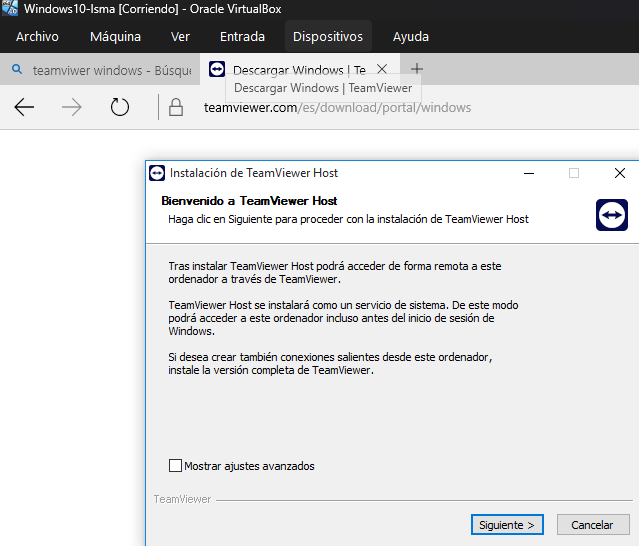 Windows10-Isma [Corriendo] - Oracle VirtualBox
Archivo Máquina Ver Entrada Dispositivos Ayuda
teamviwer windows - Búsque
Descargar Windows | Te
Descargar Windows | TeamViewer
teamviewer.com/es/download/portal/windows
Instalación de TeamViewer Host
Bienvenido a TeamViewer Host
Haga clic en Siguiente para proceder con la instalación de TeamViewer Host
Tras instalar TeamViewer Host podrá acceder de forma remota a este
ordenador a través de TeamViewer.
TeamViewer Host se instalará como un servicio de sistema. De este modo
podrá acceder a este ordenador incluso antes del inicio de sesión de
Windows.
Si desea crear también conexiones salientes desde este ordenador,
instale la versión completa de TeamViewer.
Mostrar ajustes avanzados
TeamViewer
Siguiente > Cancelar